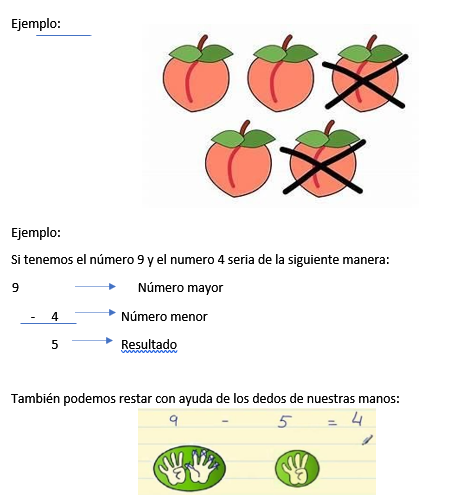 Ejemplo:
Ejemplo:
Si tenemos el número 9 y el numero 4 seria de la siguiente manera:
9 Número mayor
- 4 Número menor
5 Resultado
También podemos restar con ayuda de los dedos de nuestras manos:
9 - 5 = 4